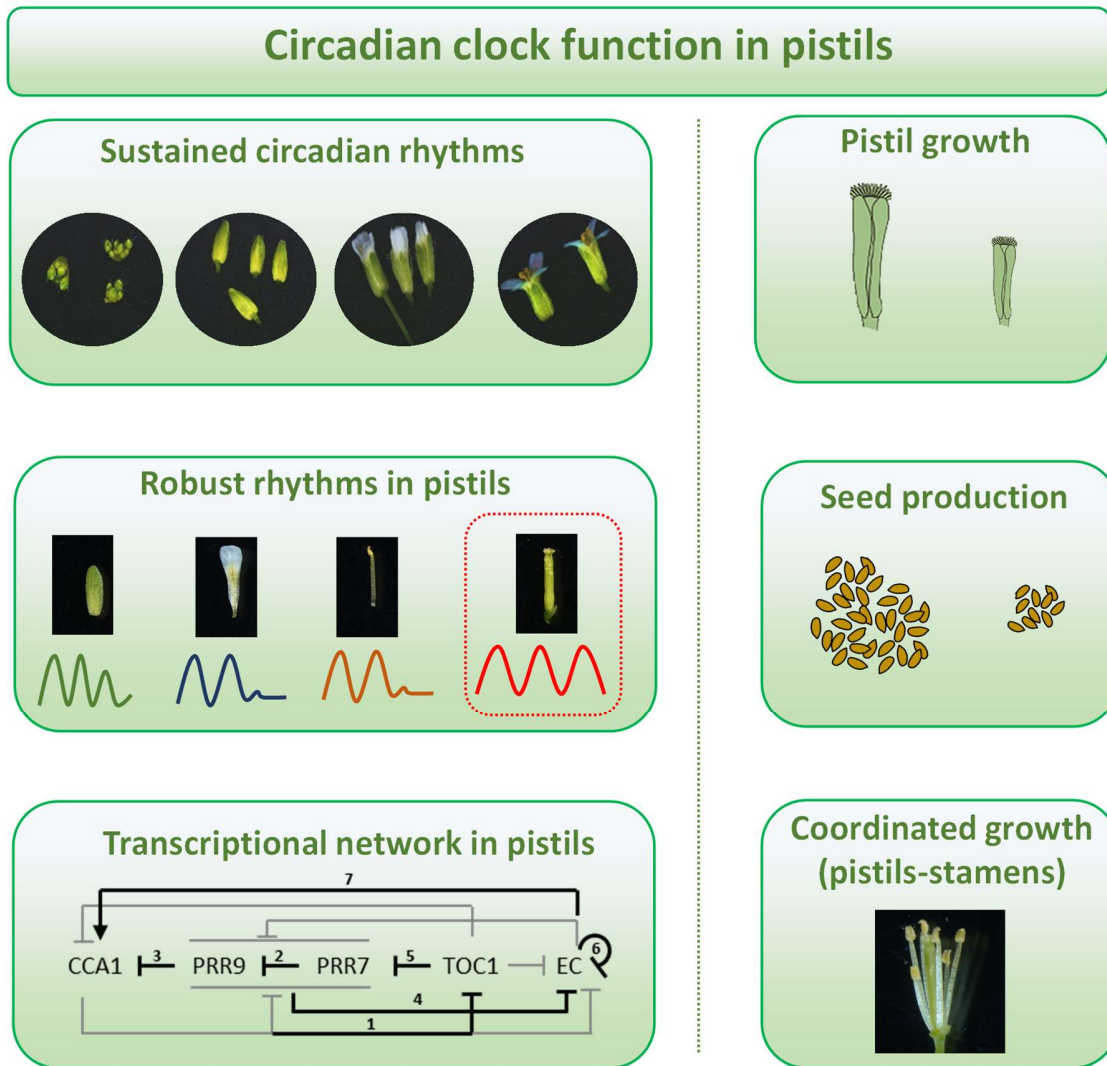 Circadian clock function in pistils
Sustained circadian rhythms
Pistil growth
Robust rhythms in pistils
Seed production
Transcriptional network in pistils
7
CCA1 3 PRR9 2 PRR7 5 TOC1 EC 6
4
1
Coordinated growth
(pistils-stamens)